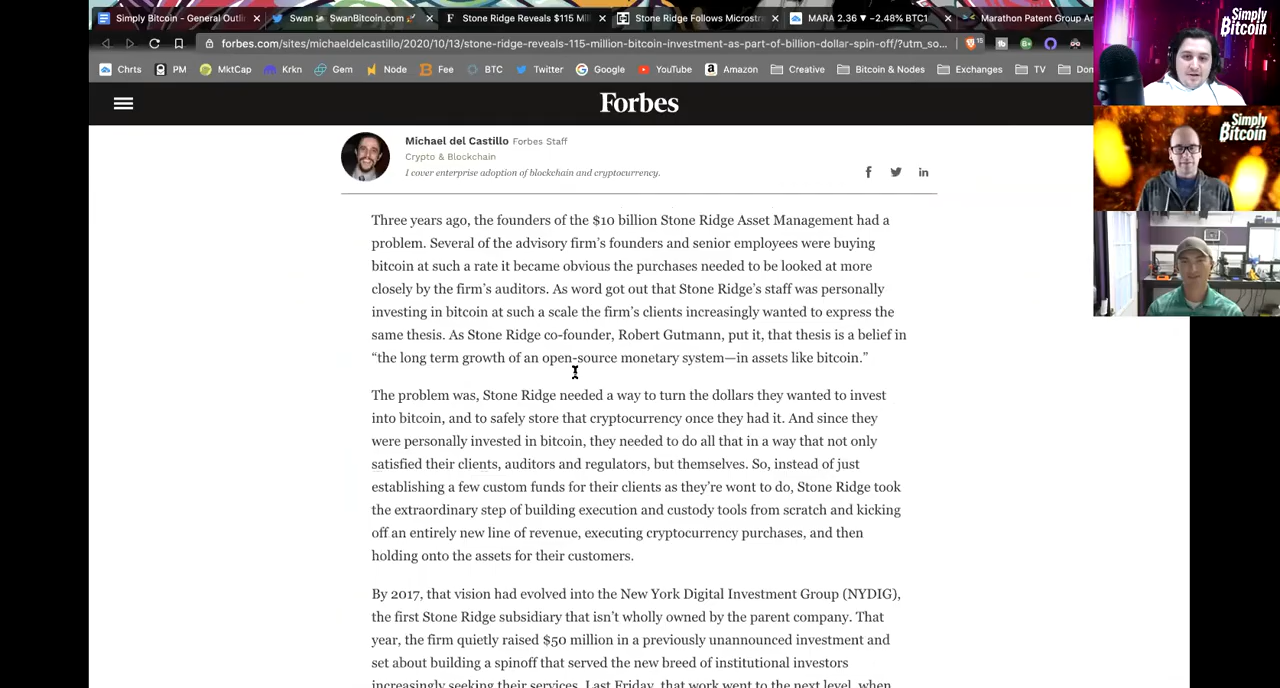 Simply Bitcoin - General Outli
Swan
SwanBitcoin.com
Stone Ridge Reveals $115 Mil
Stone Ridge Follows Microstra
MARA 2.36 ▼ −2.48% BTC1
Marathon Patent Group An
forbes.com/sites/michaeldelcastillo/2020/10/13/stone-ridge-reveals-115-million-bitcoin-investment-as-part-of-billion-dollar-spin-off/?utm_so...
15
B+
Chrts PM MktCap Krkn Gem Node Fee BTC Twitter Google YouTube Amazon Creative Bitcoin & Nodes Exchanges TV Don
Simply
Bitcoin
Simply
Bitcoin
Forbes
Michael del Castillo Forbes Staff
Crypto & Blockchain
I cover enterprise adoption of blockchain and cryptocurrency.
Three years ago, the founders of the $10 billion Stone Ridge Asset Management had a
problem. Several of the advisory firm's founders and senior employees were buying
bitcoin at such a rate it became obvious the purchases needed to be looked at more
closely by the firm's auditors. As word got out that Stone Ridge's staff was personally
investing in bitcoin at such a scale the firm's clients increasingly wanted to express the
same thesis. As Stone Ridge co-founder, Robert Gutmann, put it, that thesis is a belief in
“the long term growth of an open-source monetary system—in assets like bitcoin.”
The problem was, Stone Ridge needed a way to turn the dollars they wanted to invest
into bitcoin, and to safely store that cryptocurrency once they had it. And since they
were personally invested in bitcoin, they needed to do all that in a way that not only
satisfied their clients, auditors and regulators, but themselves. So, instead of just
establishing a few custom funds for their clients as they're wont to do, Stone Ridge took
the extraordinary step of building execution and custody tools from scratch and kicking
off an entirely new line of revenue, executing cryptocurrency purchases, and then
holding onto the assets for their customers.
By 2017, that vision had evolved into the New York Digital Investment Group (NYDIG),
the first Stone Ridge subsidiary that isn't wholly owned by the parent company. That
year, the firm quietly raised $50 million in a previously unannounced investment and
set about building a spinoff that served the new breed of institutional investors
increasingly seeking their services. Last Friday, that work went to the next level, when